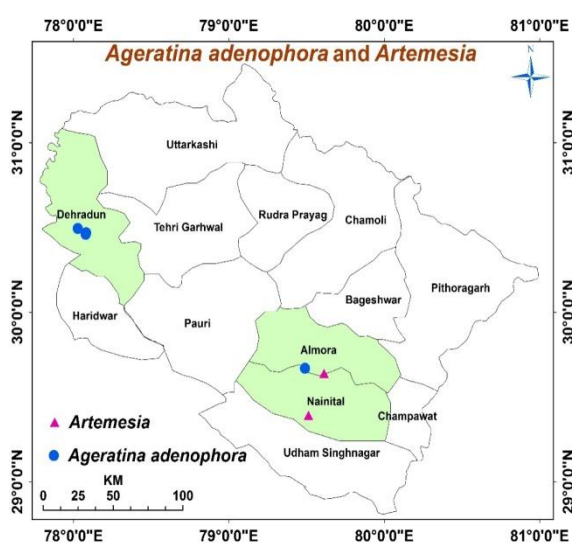 78°0'0"E 79°0'0"E 80°0'0"E 81°0'0"E
Ageratina adenophora and Artemesia
N
31°0'0"N 31°0'0"N
Uttarkashi
Dehradun
Tehri Garhwal
Rudra Prayag
Chamoli
Pithoragarh
Bageshwar
30°0'0"N 30°0'0"N
Haridwar
Pauri
Almora
Nainital
Champawat
Artemesia
Udham Singhnagar
Ageratina adenophora
29°0'0"N 29°0'0"N
KM
0 25 50 100
78°0'0"E 79°0'0"E 80°0'0"E 81°0'0"E